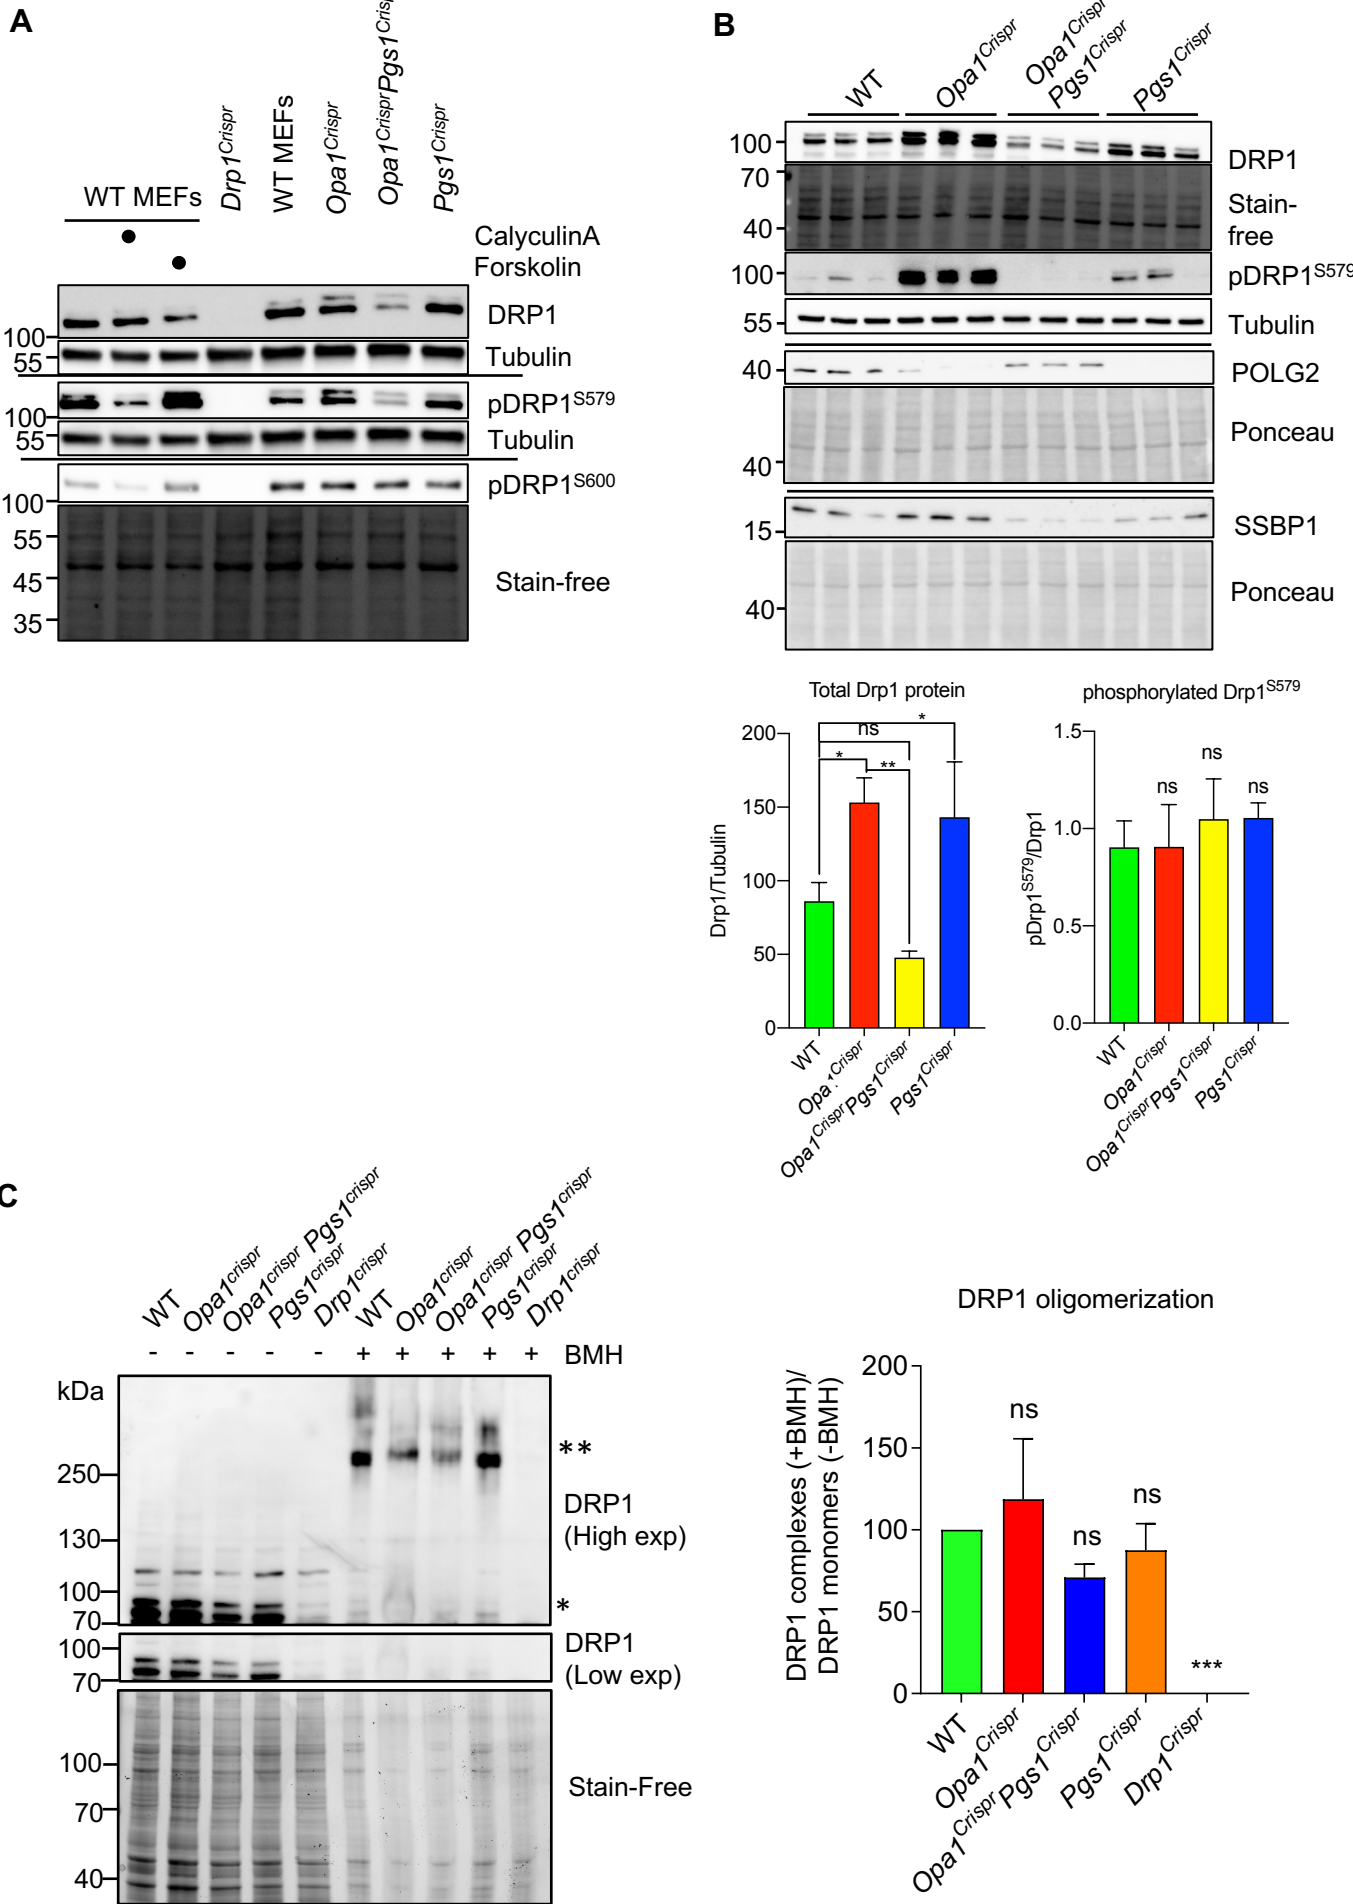 A
WT MEFs
Drp1Crispr
WT MEFs
Opa1Crispr
Opa1CrisprPgs1Crispr
Pgs1Crispr
CalyculinA
Forskolin
DRP1
100
55
Tubulin
pDRP1S579
100
55
Tubulin
pDRP1S600
100
55
45
35
Stain-free
B
WT
Opa1Crispr
Opa1Crispr
Pgs1Crispr
Pgs1Crispr
100
DRP1
70
40
Stain-
free
100
pDRP1S579
55
Tubulin
40
POLG2
Ponceau
40
15
SSBP1
40
Ponceau
Total Drp1 protein
Drp1/Tubulin
200
150
100
50
0
*
ns
*
**
WT
Opa1Crispr
Opa1CrisprPgs1Crispr
Pgs1Crispr
phosphorylated Drp1S579
pDrp1S579/Drp1
1.5
1.0
0.5
0.0
ns
ns
ns
WT
Opa1Crispr
Opa1CrisprPgs1Crispr
Pgs1Crispr
C
WT
Opa1crispr
Opa1crispr Pgs1crispr
Pgs1crispr
Drp1crispr
WT
Opa1crispr
Opa1crispr Pgs1crispr
Pgs1crispr
Drp1crispr
- - - - - + + + + + BMH
kDa
250
130
100
70
**
DRP1
(High exp)
*
100
70
DRP1
(Low exp)
100
70
40
Stain-Free
DRP1 oligomerization
DRP1 complexes (+BMH)/
DRP1 monomers (-BMH)
200
150
100
50
0
ns
ns
ns
***
WT
Opa1Crispr
Opa1Crispr Pgs1Crispr
Pgs1Crispr
Drp1Crispr